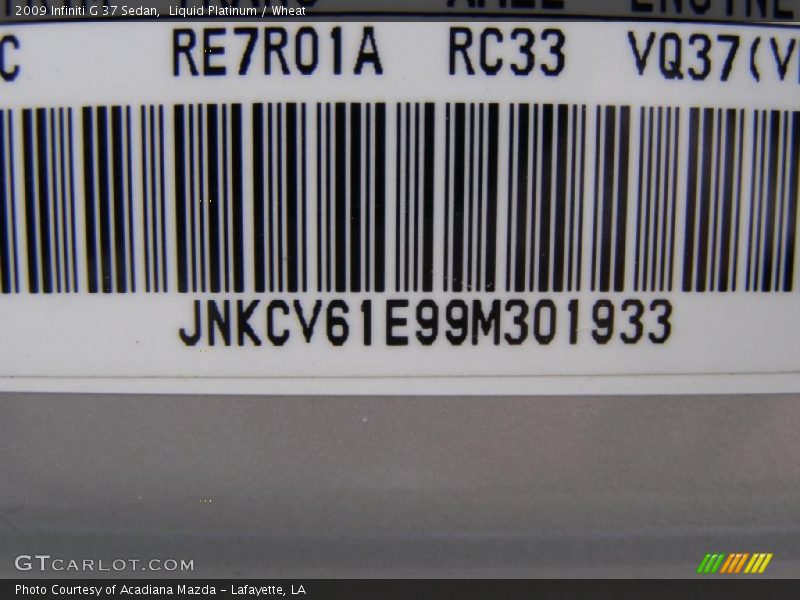 2009 Infiniti G 37 Sedan,  Liquid Platinum / Wheat
C RE7R01A RC33 VQ37(V
JNKCV61E99M301933
GTCARLOT.COM
Photo Courtesy of Acadiana Mazda - Lafayette, LA